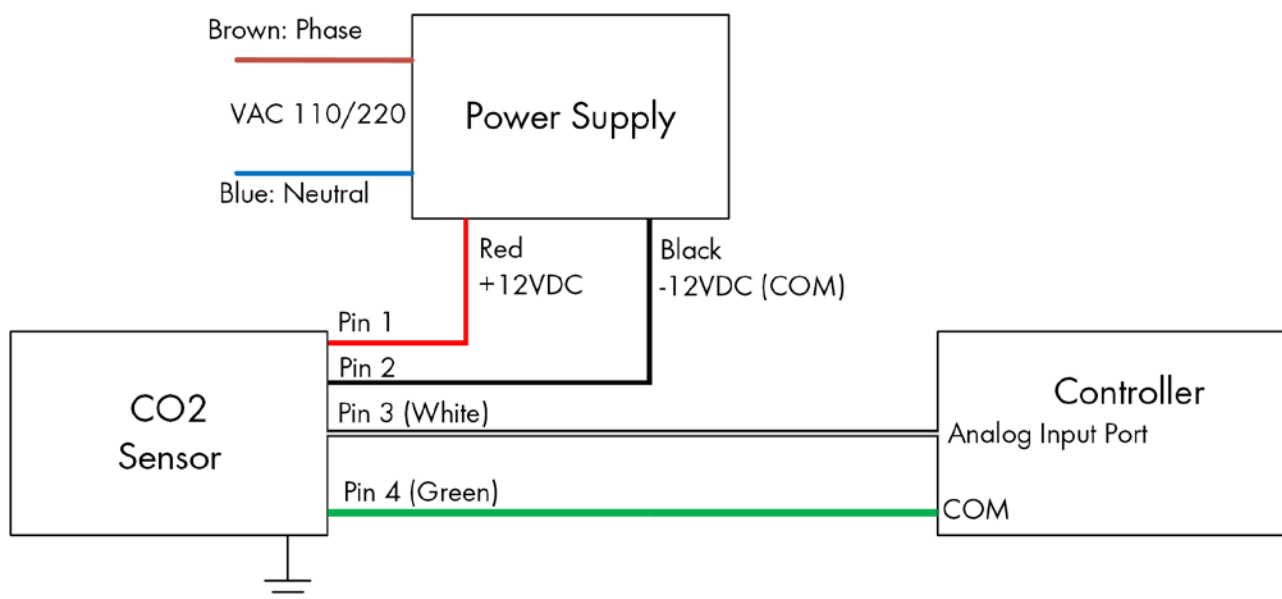 Brown: Phase
VAC 110/220
Blue: Neutral
Power Supply
Red
+12VDC
Black
-12VDC (COM)
Pin 1
Pin 2
Pin 3 (White)
Pin 4 (Green)
CO2
Sensor
Controller
Analog Input Port
COM